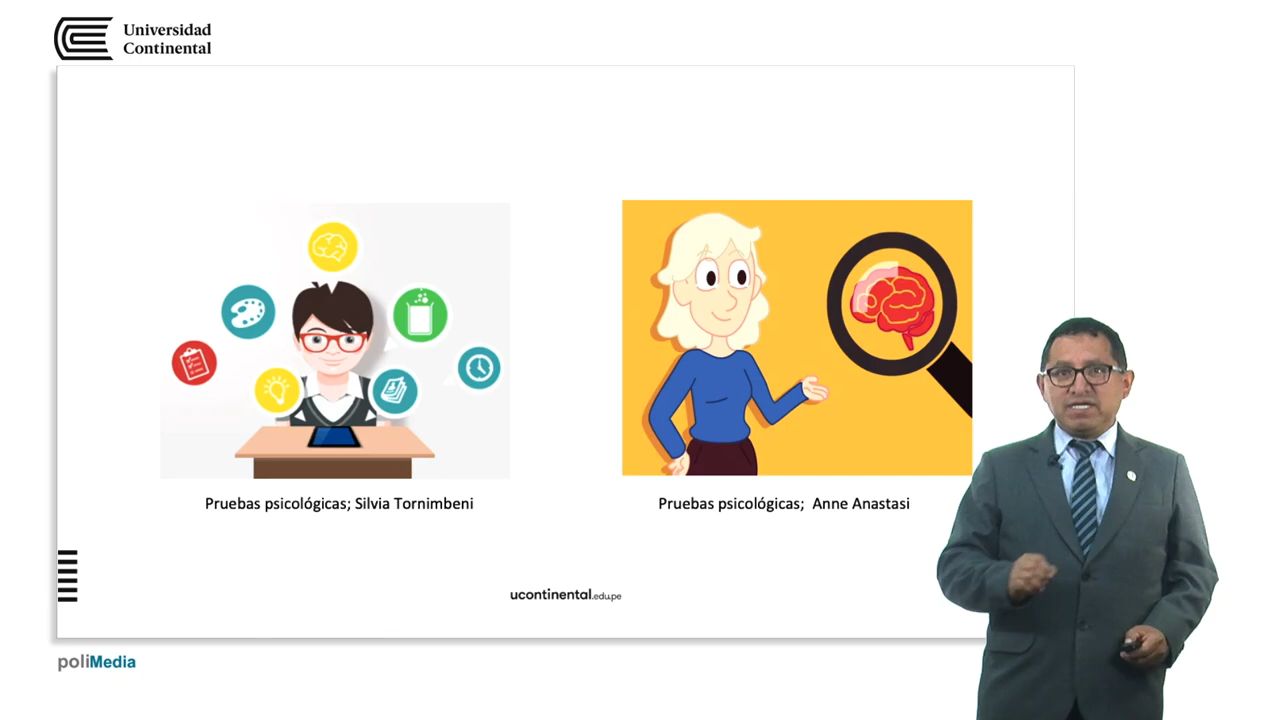 Universidad
Continental
Pruebas psicológicas; Silvia Tornimbeni
Pruebas psicológicas; Anne Anastasi
ucontinental.edu.pe
poliMedia